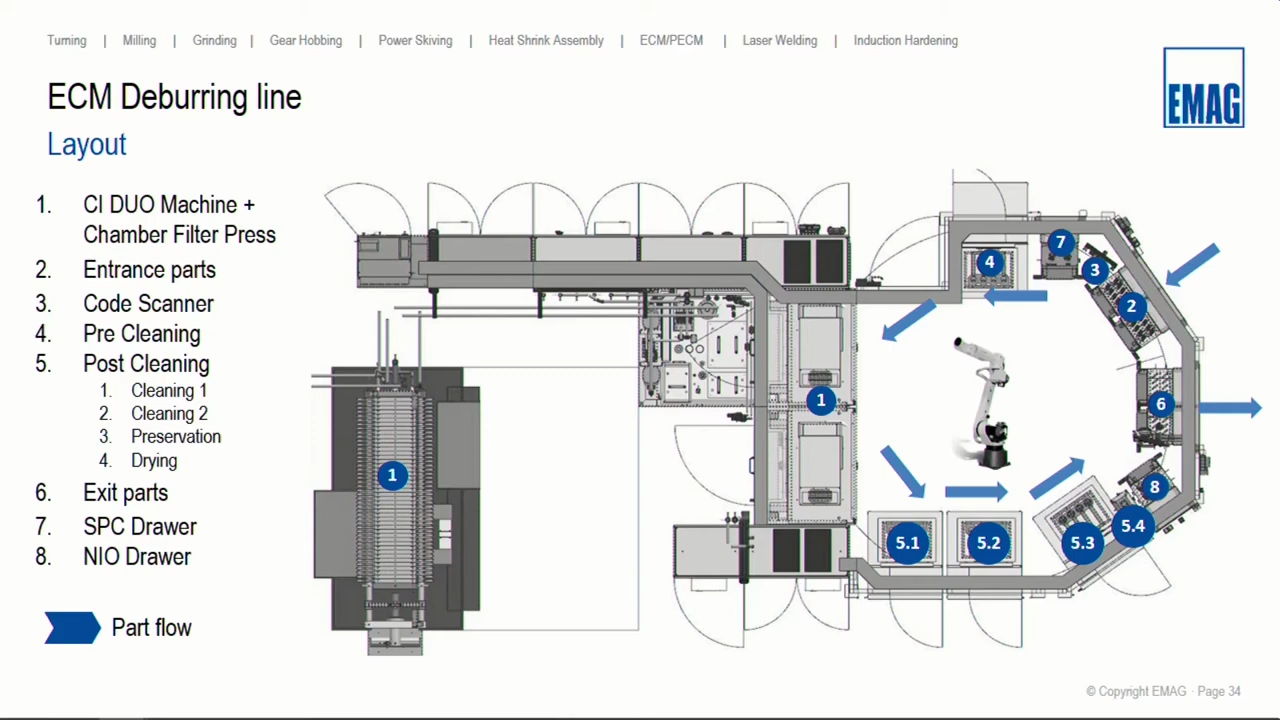 Turning | Milling | Grinding | Gear Hobbing | Power Skiving | Heat Shrink Assembly | ECM/PECM | Laser Welding | Induction Hardening
EMAG
ECM Deburring line
Layout
1. CI DUO Machine +
Chamber Filter Press
2. Entrance parts
3. Code Scanner
4. Pre Cleaning
5. Post Cleaning
1. Cleaning 1
2. Cleaning 2
3. Preservation
4. Drying
6. Exit parts
7. SPC Drawer
8. NIO Drawer
Part flow
7
4
3
2
1
6
1
8
5.4
5.1
5.2
5.3
© Copyright EMAG · Page 34